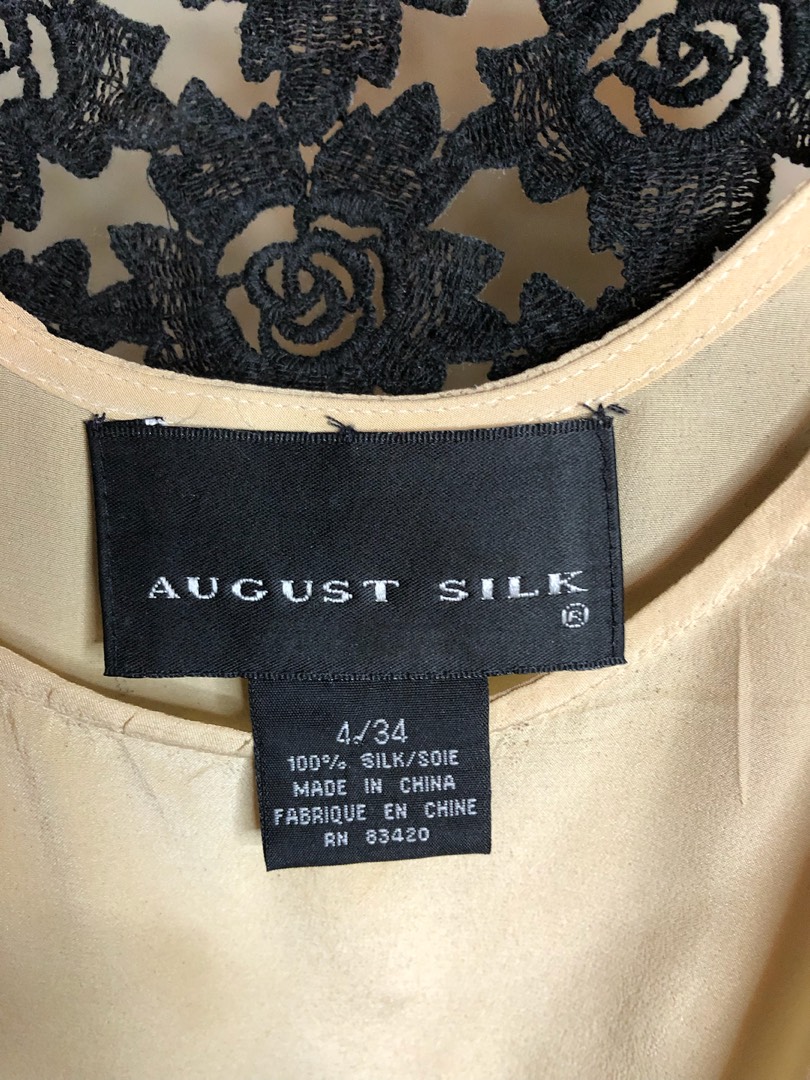 AUGUST SILK
®
4/34
100% SILK/SOIE
MADE IN CHINA
FABRIQUE EN CHINE
RN 83420